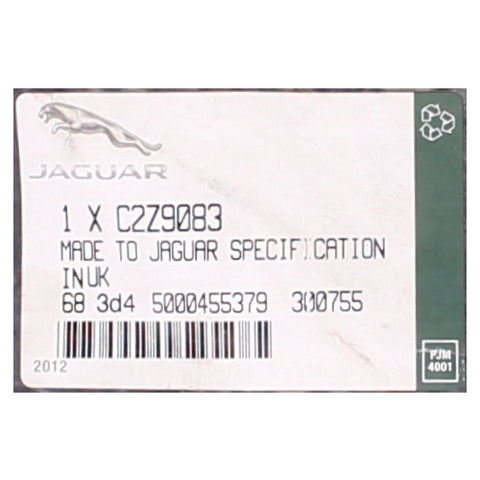 JAGUAR
1 X C2Z9083
MADE TO JAGUAR SPECIFICATION
IN UK
68 3d4 5000455379 300755
2012
PJM
4001